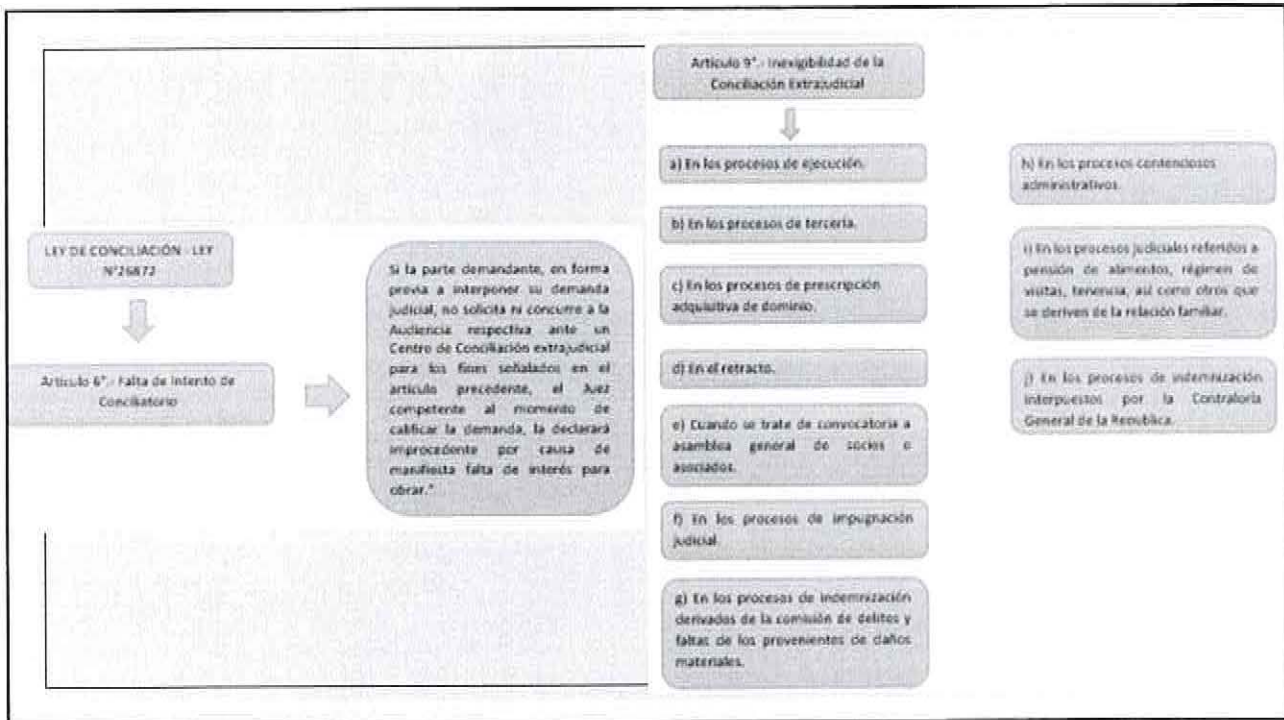 LEY DE CONCILIACIÓN - LEY
N°26872
Artículo 6°.- Falta de Intento de
Conciliatorio
Si la parte demandante, en forma
previa a interponer su demanda
judicial, no solicita ni concurre a la
Audiencia respectiva ante un
Centro de Conciliación extrajudicial
para los fines señalados en el
artículo precedente, el Juez
competente al momento de
calificar la demanda, la declarará
improcedente por causa de
manifiesta falta de interés para
obrar."
Artículo 9°.- Inexigibilidad de la
Conciliación Extrajudicial
a) En los procesos de ejecución.
b) En los procesos de tercería.
c) En los procesos de prescripción
adquisitiva de dominio.
d) En el retracto.
e) Cuando se trate de convocatoria a
asamblea general de socios o
asociados.
f) En los procesos de impugnación
judicial.
g) En los procesos de indemnización
derivados de la comisión de delitos y
faltas de los provenientes de daños
materiales.
h) En los procesos contenciosos
administrativos.
i) En los procesos judiciales referidos a
pensión de alimentos, régimen de
visitas, tenencia, así como otros que
se deriven de la relación familiar.
j) En los procesos de indemnización
interpuestos por la Contraloría
General de la República.